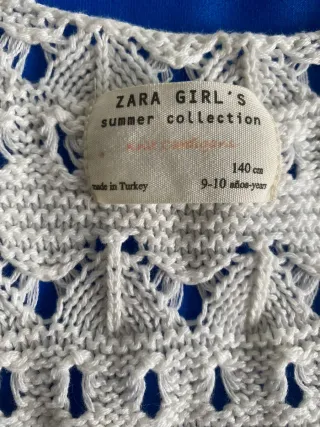 ZARA GIRL'S
summer collection
140 cm
made in Turkey 9-10 años-years